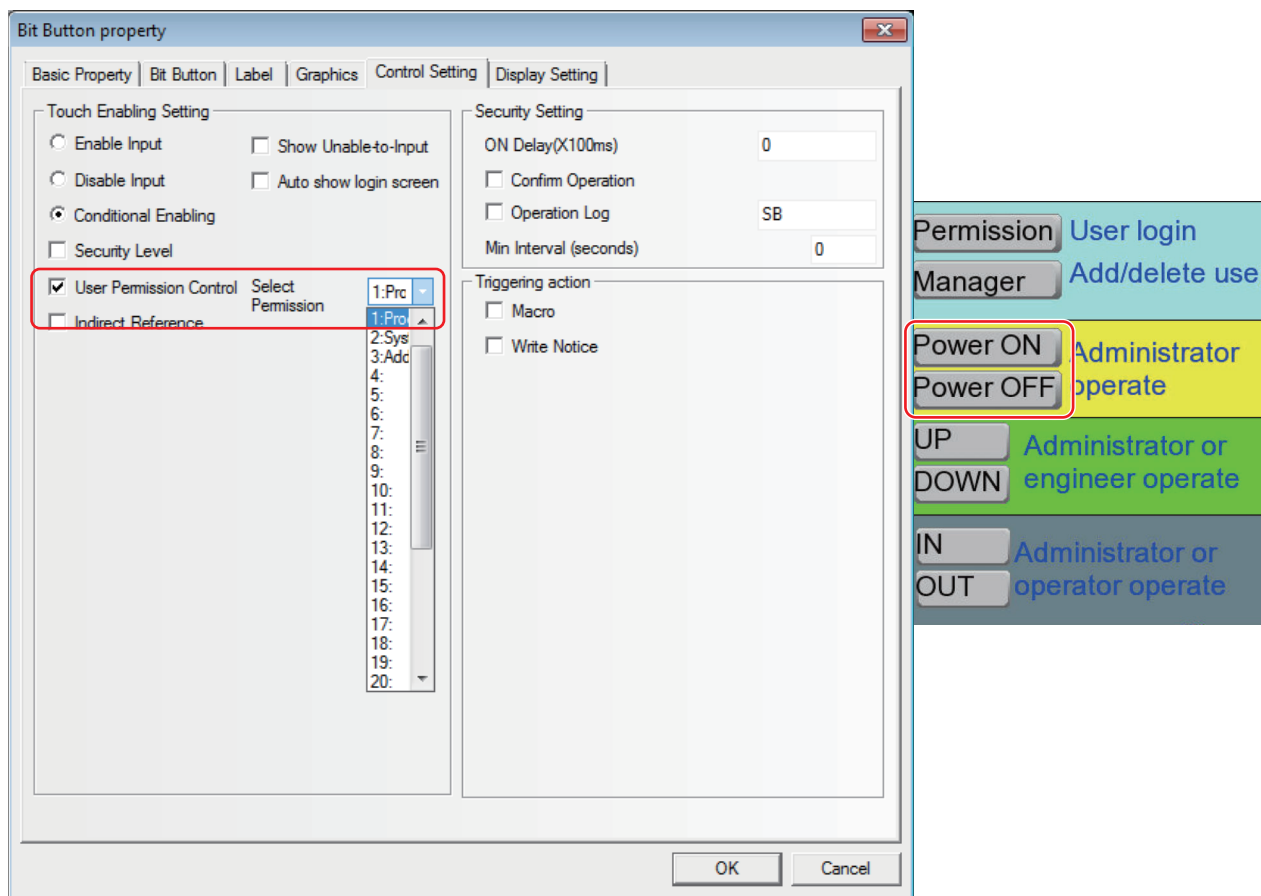 Bit Button property
Basic Property
Bit Button
Label
Graphics
Control Setting
Display Setting
Touch Enabling Setting
Enable Input
Show Unable-to-Input
Disable Input
Auto show login screen
Conditional Enabling
Security Level
User Permission Control
Select
Permission
1:Prc
Indirect Reference
1:Pro
2:Sys
3:Add
4:
5:
6:
7:
8:
9:
10:
11:
12:
13:
14:
15:
16:
17:
18:
19:
20:
Security Setting
ON Delay(X100ms)
0
Confirm Operation
Operation Log
SB
Min Interval (seconds)
0
Triggering action
Macro
Write Notice
OK
Cancel
Permission
User login
Manager
Add/delete use
Power ON
Power OFF
Administrator
operate
UP
DOWN
Administrator or
engineer operate
IN
OUT
Administrator or
operator operate